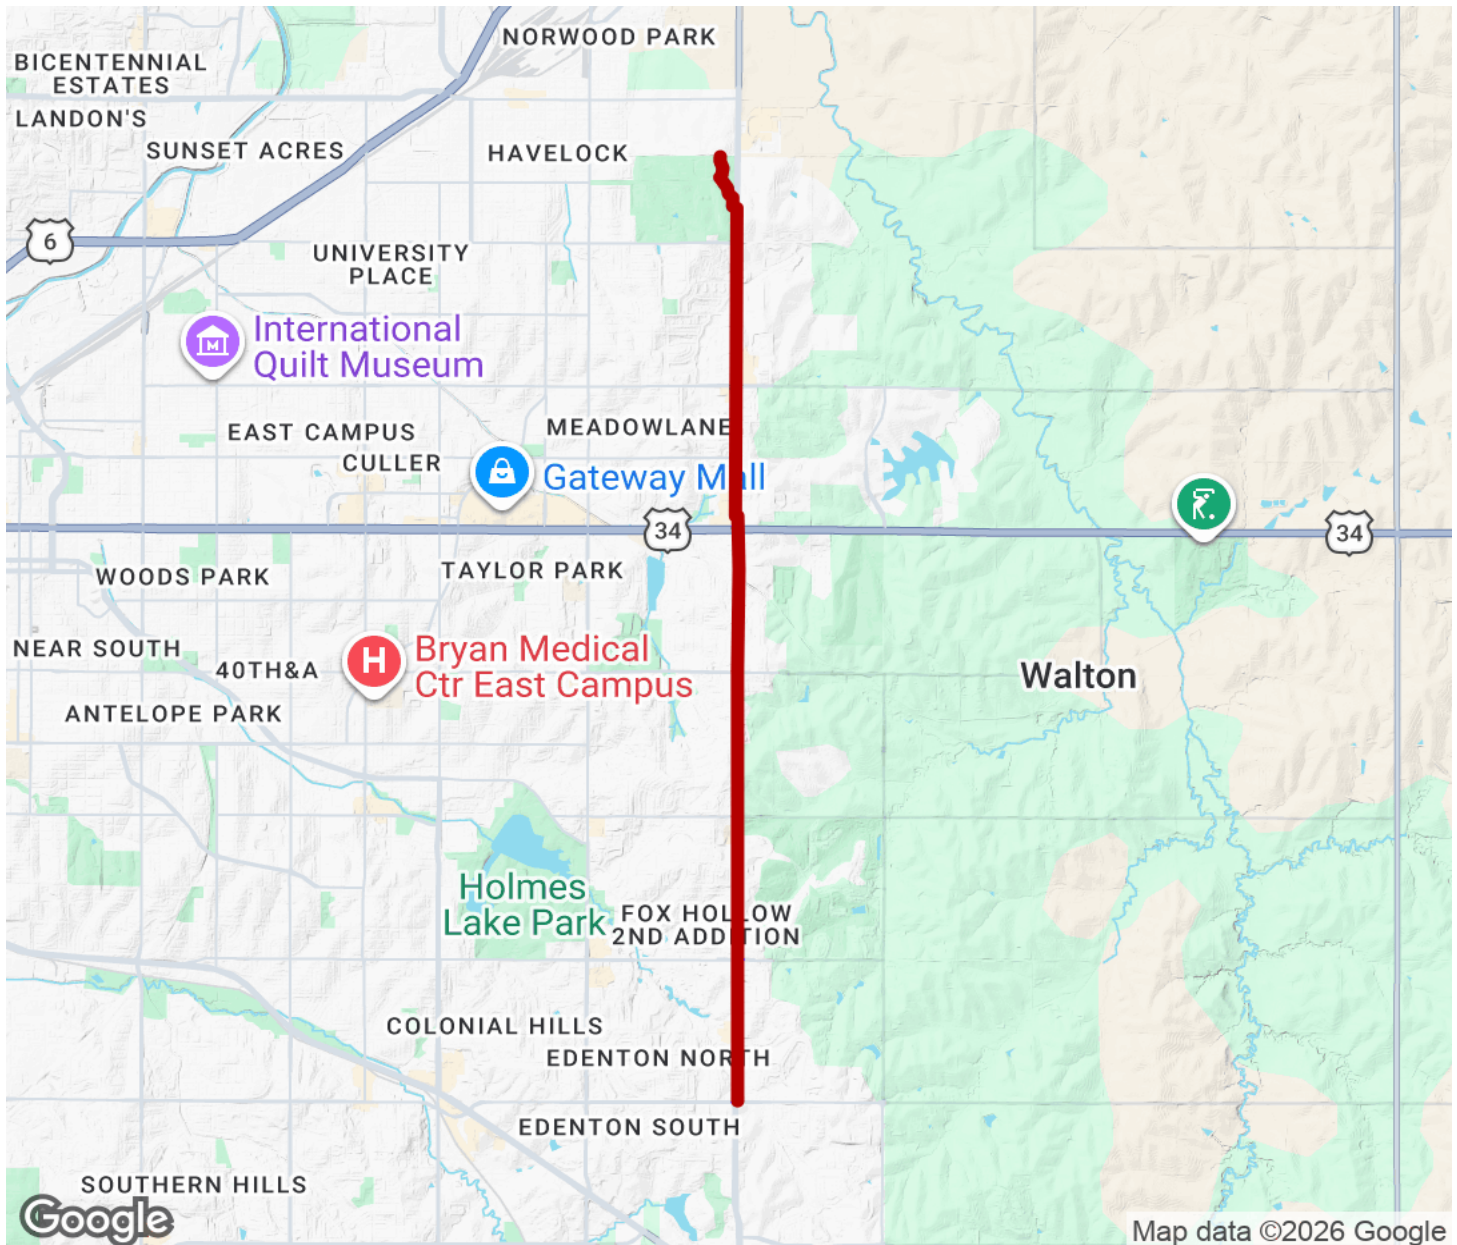 NORWOOD PARK
BICENTENNIAL
ESTATES
LANDON'S
SUNSET ACRES
HAVELOCK
6
UNIVERSITY
PLACE
International
Quilt Museum
M
EAST CAMPUS
MEADOWLANE
CULLER
Gateway Mall
34
34
WOODS PARK
TAYLOR PARK
NEAR SOUTH
40TH&A
H
Bryan Medical
Ctr East Campus
Walton
ANTELOPE PARK
Holmes
Lake Park
FOX HOLLOW
2ND ADDITION
COLONIAL HILLS
EDENTON NORTH
EDENTON SOUTH
SOUTHERN HILLS
Google
Map data ©2026 Google